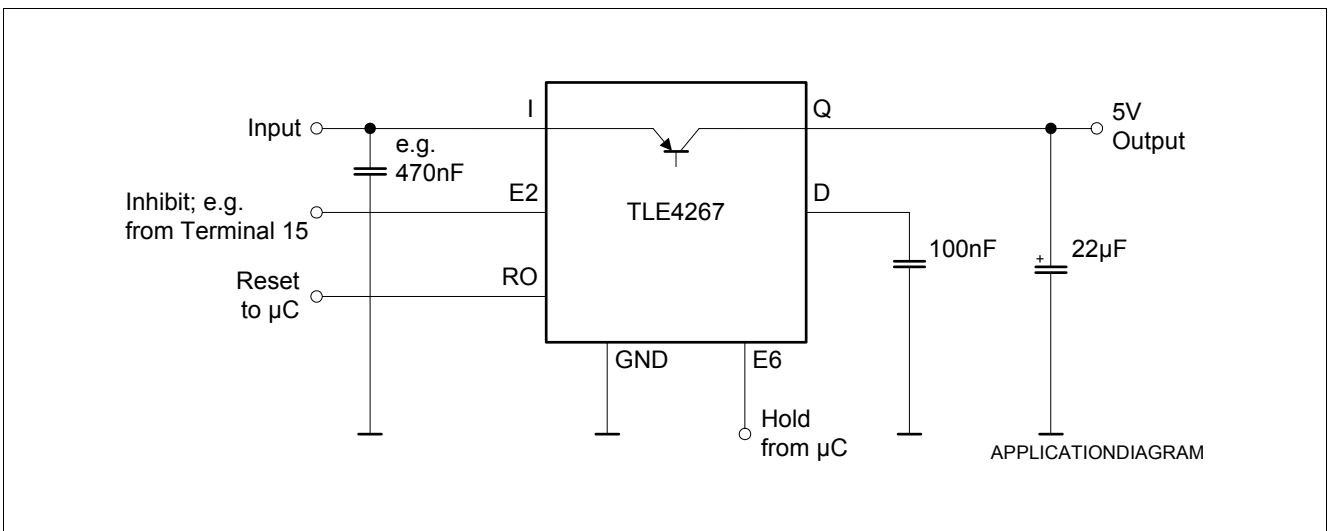 I
Q
5V
Output
Input
e.g.
470nF
E2
D
Inhibit; e.g.
from Terminal 15
TLE4267
100nF
+
22µF
Reset
to µC
RO
GND
E6
Hold
from µC
APPLICATIONDIAGRAM